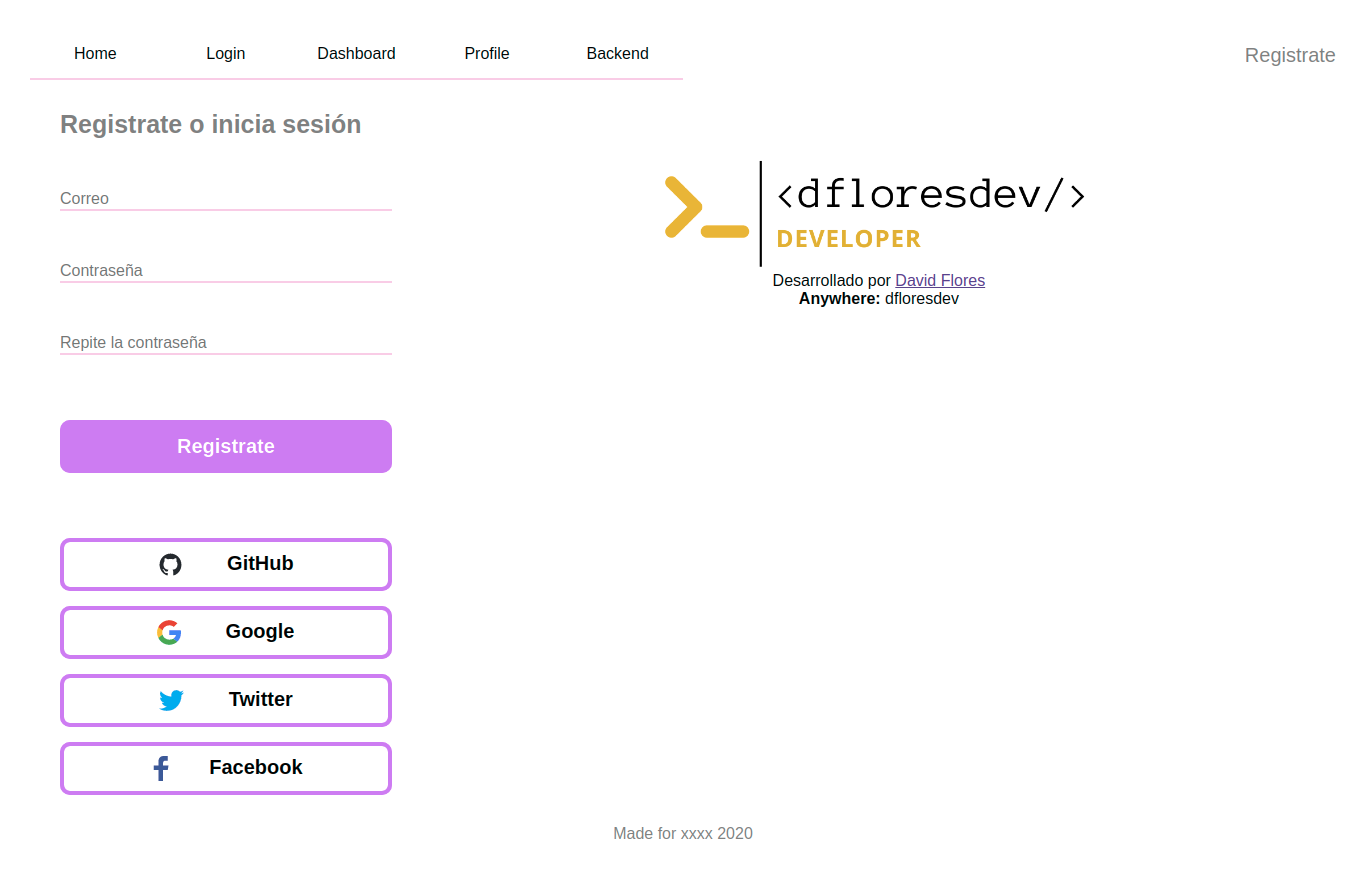 Home Login Dashboard Profile Backend
Registrate
Registrate o inicia sesión
Correo
Contraseña
Repite la contraseña
Registrate
GitHub
Google
Twitter
Facebook
<dfloresdev/>
DEVELOPER
Desarrollado por David Flores
Anywhere: dfloresdev
Made for xxxx 2020